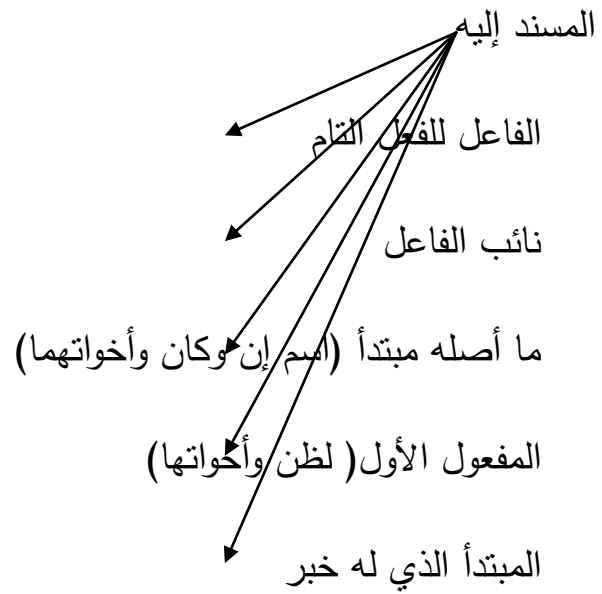 المسند إليه
الفاعل للفعل التام
نائب الفاعل
ما أصله مبتدأ (اسم إن وكان وأخواتهما)
المفعول الأول( لظن وأخواتها)
المبتدأ الذي له خبر